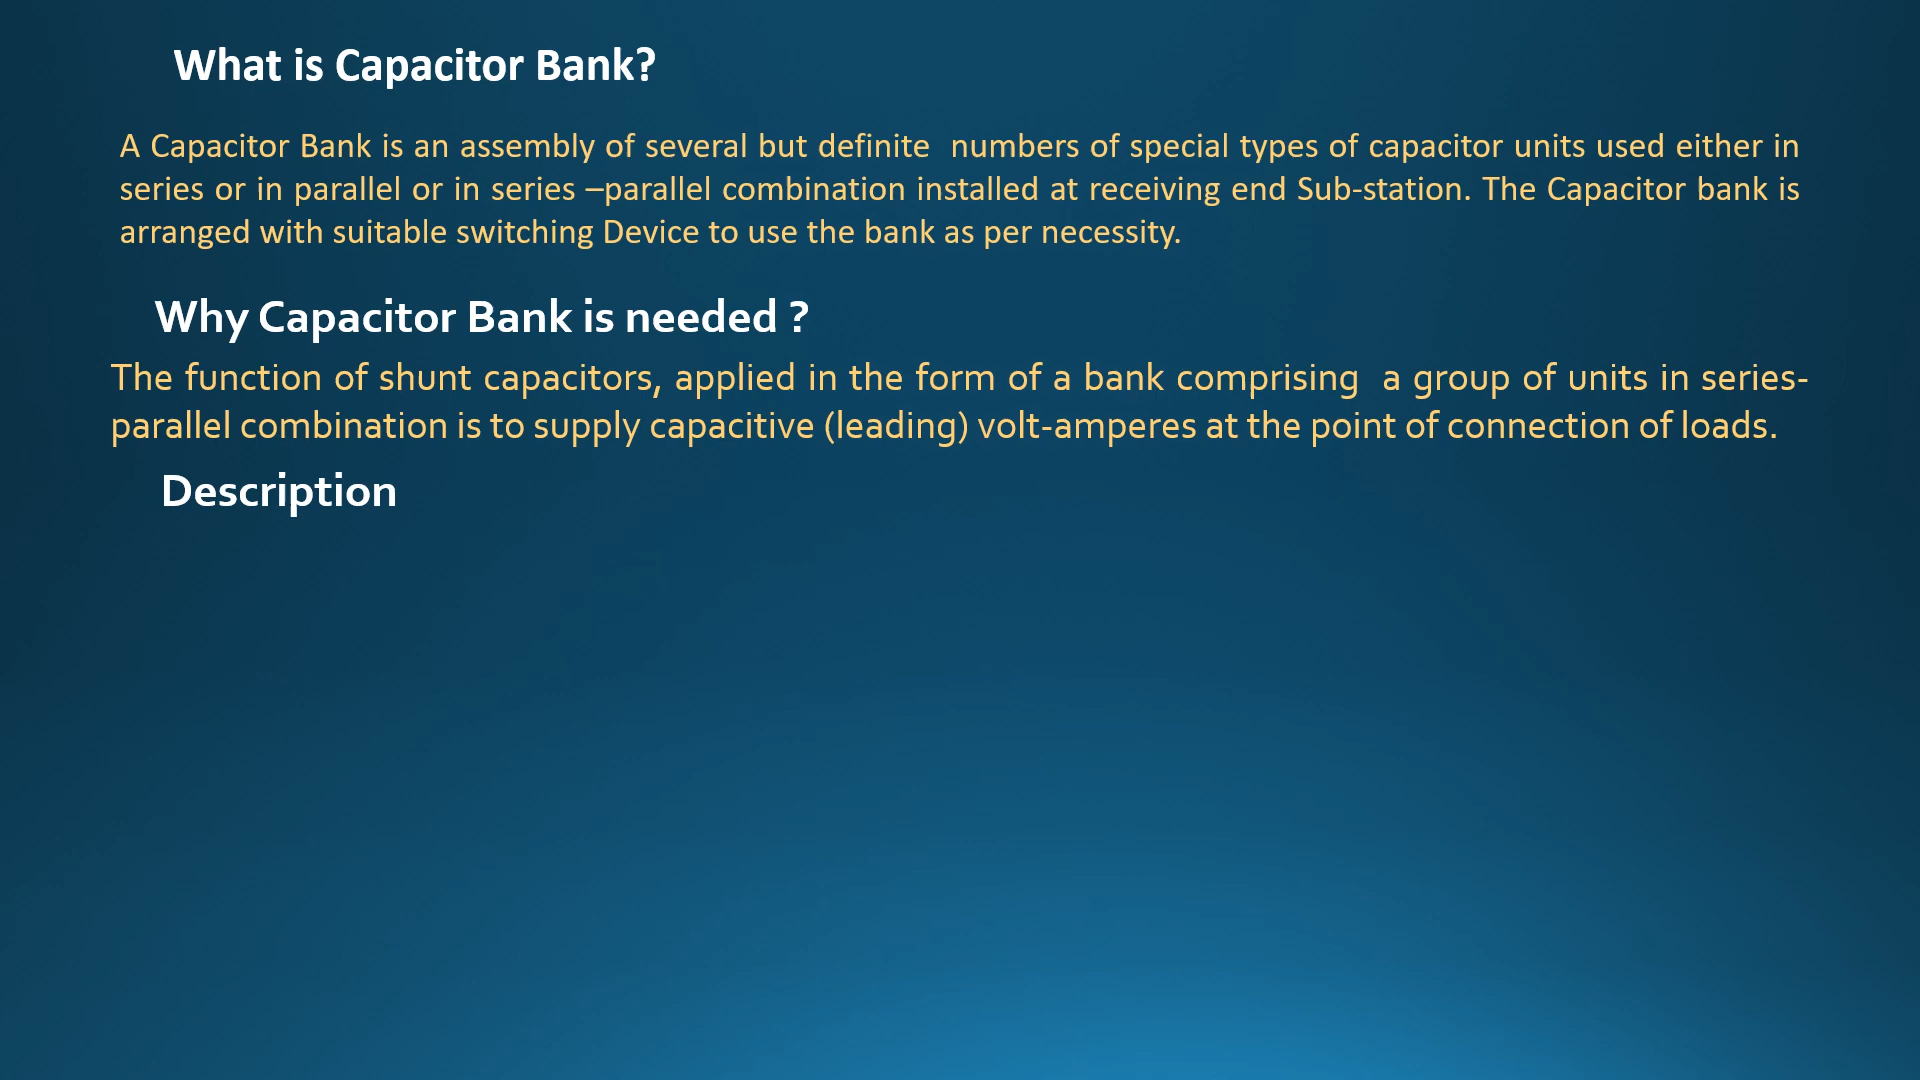 What is Capacitor Bank?
A Capacitor Bank is an assembly of several but definite  numbers of special types of capacitor units used either in
series or in parallel or in series –parallel combination installed at receiving end Sub-station. The Capacitor bank is
arranged with suitable switching Device to use the bank as per necessity.
Why Capacitor Bank is needed ?
The function of shunt capacitors, applied in the form of a bank comprising  a group of units in series-
parallel combination is to supply capacitive (leading) volt-amperes at the point of connection of loads.
Description